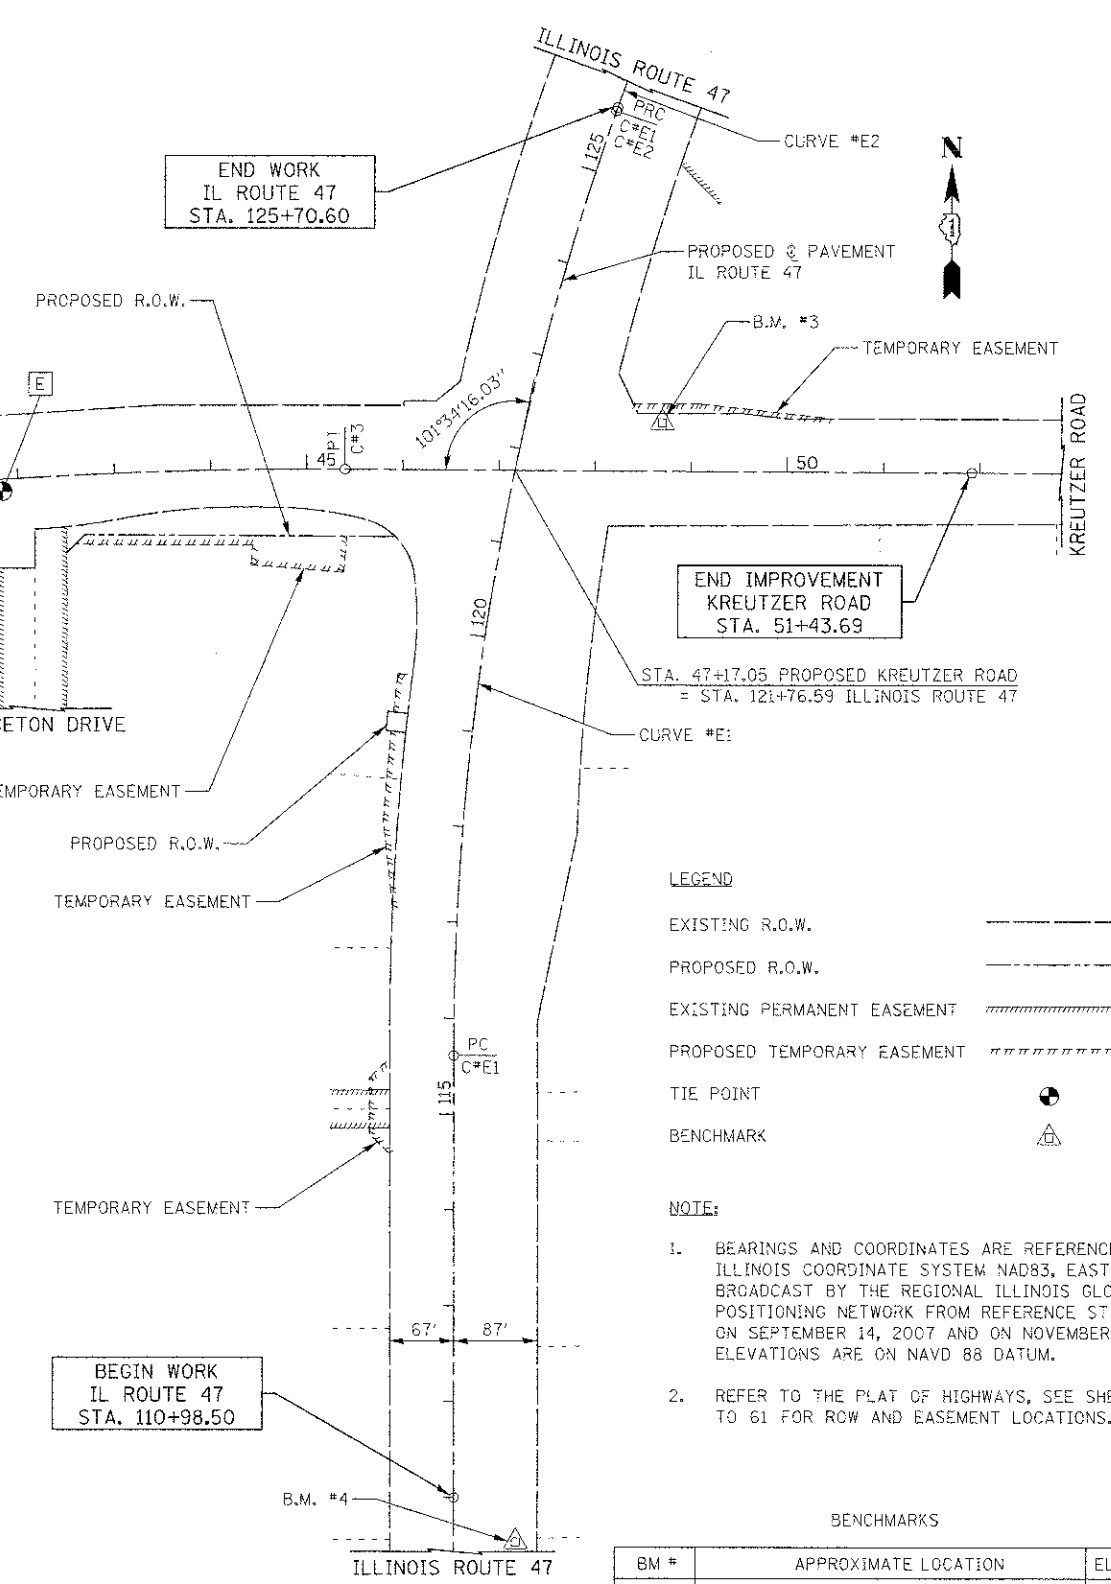 ILLINOIS ROUTE 47
PRC
C#E1
C#E2
125
CURVE #E2
N
1
END WORK
IL ROUTE 47
STA. 125+70.60
PROPOSED ℄ PAVEMENT
IL ROUTE 47
PROPOSED R.O.W.
B.M. #3
TEMPORARY EASEMENT
E
101°34'16.03"
PI
C#3
45
50
KREUTZER ROAD
END IMPROVEMENT
KREUTZER ROAD
STA. 51+43.69
120
STA. 47+17.05 PROPOSED KREUTZER ROAD
= STA. 121+76.59 ILLINOIS ROUTE 47
ETON DRIVE
CURVE #E1
EMPORARY EASEMENT
PROPOSED R.O.W.
TEMPORARY EASEMENT
LEGEND
EXISTING R.O.W.
PROPOSED R.O.W.
EXISTING PERMANENT EASEMENT
PROPOSED TEMPORARY EASEMENT
TIE POINT
BENCHMARK
PC
C#E1
115
TEMPORARY EASEMENT
NOTE:
1. BEARINGS AND COORDINATES ARE REFERENCE
ILLINOIS COORDINATE SYSTEM NAD83, EAST
BROADCAST BY THE REGIONAL ILLINOIS GLO
POSITIONING NETWORK FROM REFERENCE ST
ON SEPTEMBER 14, 2007 AND ON NOVEMBER
ELEVATIONS ARE ON NAVD 88 DATUM.
2. REFER TO THE PLAT OF HIGHWAYS, SEE SHE
TO 61 FOR ROW AND EASEMENT LOCATIONS.
67' 87'
BEGIN WORK
IL ROUTE 47
STA. 110+98.50
B.M. #4
ILLINOIS ROUTE 47
BENCHMARKS
BM # APPROXIMATE LOCATION EL